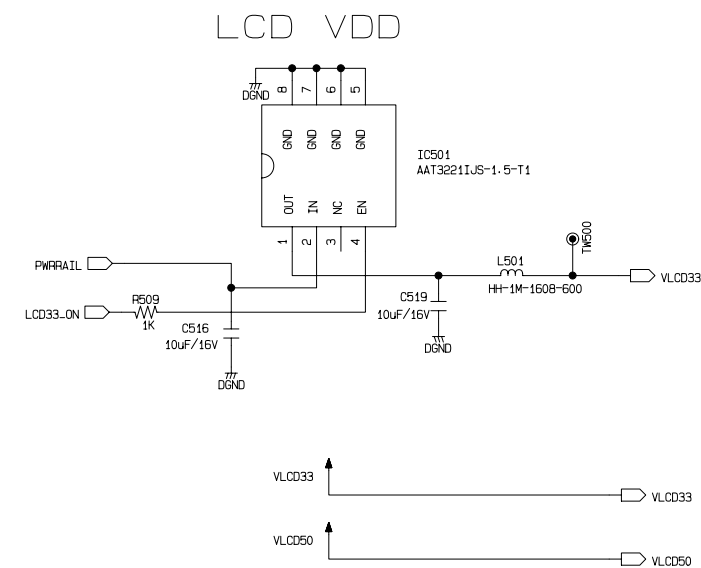 LCD VDD
8 7 6 5
DGND
GND GND GND GND
IC501
AAT3221IJS-1.5-T1
OUT IN NC EN
1 2 3 4
TW500
PWRRAIL
L501
VLCD33
HH-1M-1608-600
LCD33_ON
R509
1K
C519
10uF/16V
DGND
C516
10uF/16V
DGND
VLCD33
VLCD33
VLCD50
VLCD50